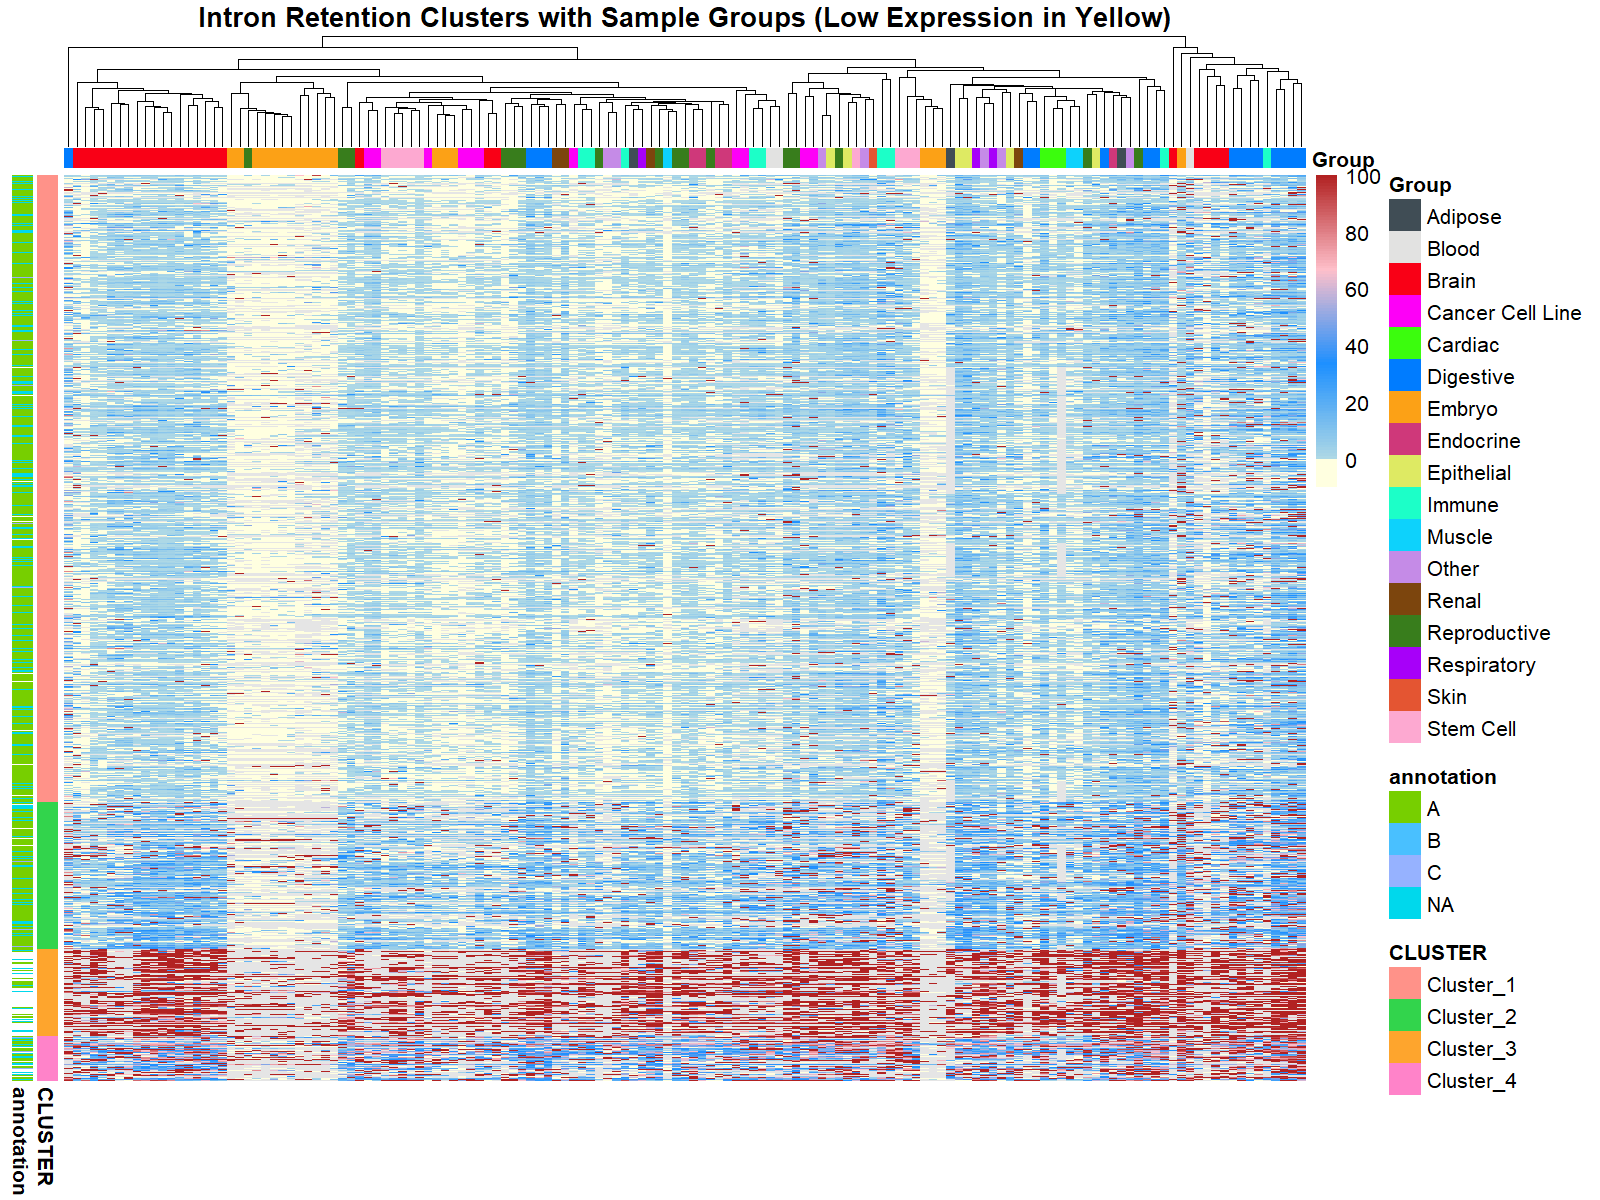 Intron Retention Clusters with Sample Groups (Low Expression in Yellow)
Group
100
80
60
40
20
0
Group
Adipose
Blood
Brain
Cancer Cell Line
Cardiac
Digestive
Embryo
Endocrine
Epithelial
Immune
Muscle
Other
Renal
Reproductive
Respiratory
Skin
Stem Cell
annotation
A
B
C
NA
CLUSTER
Cluster_1
Cluster_2
Cluster_3
Cluster_4
annotation
CLUSTER